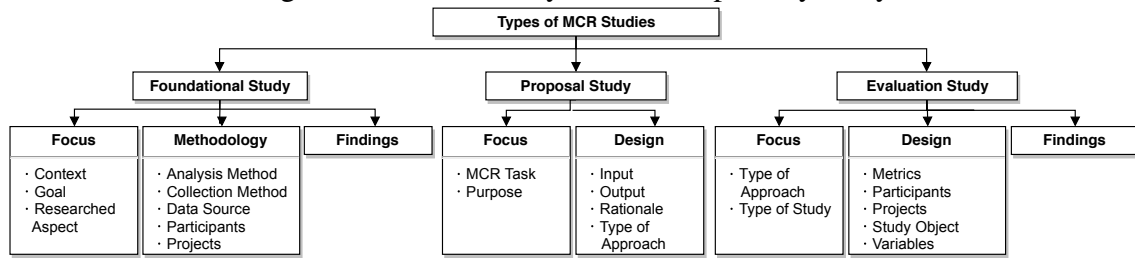 Types of MCR Studies
Foundational Study
Proposal Study
Evaluation Study
Focus
· Context
· Goal
· Researched
Aspect
Methodology
· Analysis Method
· Collection Method
· Data Source
· Participants
· Projects
Findings
Focus
· MCR Task
· Purpose
Design
· Input
· Output
· Rationale
· Type of
Approach
Focus
· Type of
Approach
· Type of Study
Design
· Metrics
· Participants
· Projects
· Study Object
· Variables
Findings